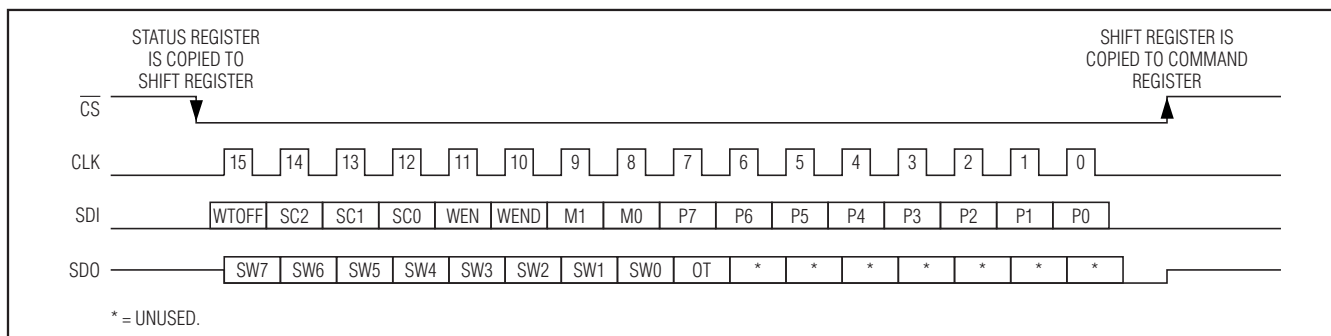 STATUS REGISTER
IS COPIED TO
SHIFT REGISTER
SHIFT REGISTER IS
COPIED TO COMMAND
REGISTER
CS
CLK 15 14 13 12 11 10 9 8 7 6 5 4 3 2 1 0
SDI WTOFF SC2 SC1 SC0 WEN WEND M1 M0 P7 P6 P5 P4 P3 P2 P1 P0
SDO SW7 SW6 SW5 SW4 SW3 SW2 SW1 SW0 OT * * * * * * *
* = UNUSED.